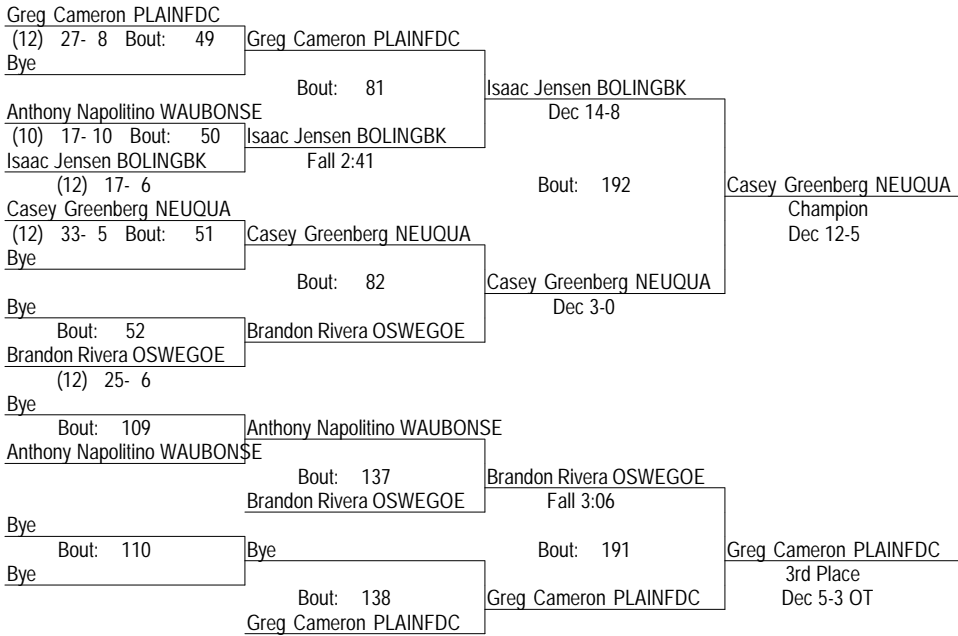 Greg Cameron PLAINFDC
(12) 27- 8 Bout: 49 Greg Cameron PLAINFDC
Bye
Bout: 81 Isaac Jensen BOLINGBK
Anthony Napolitino WAUBONSE Dec 14-8
(10) 17- 10 Bout: 50 Isaac Jensen BOLINGBK
Isaac Jensen BOLINGBK Fall 2:41
(12) 17- 6 Bout: 192 Casey Greenberg NEUQUA
Casey Greenberg NEUQUA Champion
(12) 33- 5 Bout: 51 Casey Greenberg NEUQUA Dec 12-5
Bye
Bout: 82 Casey Greenberg NEUQUA
Bye Dec 3-0
Bout: 52 Brandon Rivera OSWEGOE
Brandon Rivera OSWEGOE
(12) 25- 6
Bye
Bout: 109 Anthony Napolitino WAUBONSE
Anthony Napolitino WAUBONSE
Bout: 137 Brandon Rivera OSWEGOE
Brandon Rivera OSWEGOE Fall 3:06
Bye
Bout: 110 Bye Bout: 191 Greg Cameron PLAINFDC
Bye 3rd Place
Bout: 138 Greg Cameron PLAINFDC Dec 5-3 OT
Greg Cameron PLAINFDC